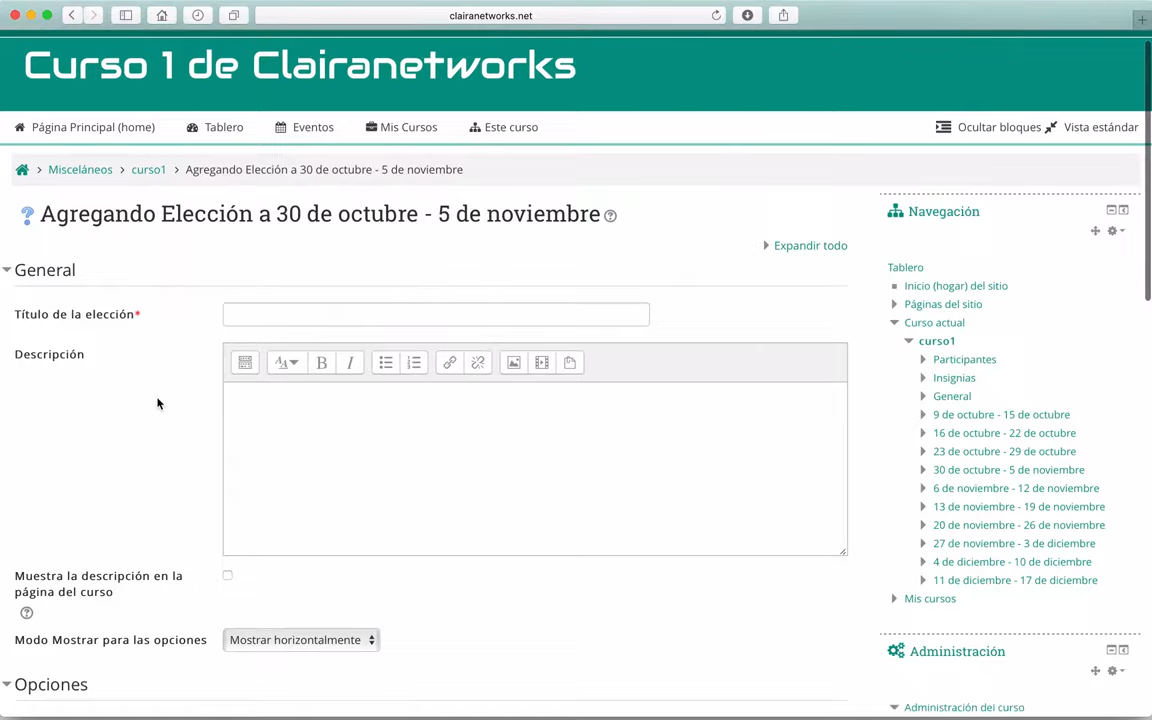 clairanetworks.net
Curso 1 de Clairanetworks
Página Principal (home) Tablero Eventos Mis Cursos Este curso Ocultar bloques Vista estándar
Misceláneos curso1 Agregando Elección a 30 de octubre - 5 de noviembre
Agregando Elección a 30 de octubre - 5 de noviembre
Expandir todo
General
Título de la elección*
Descripción
Muestra la descripción en la
página del curso
Modo Mostrar para las opciones Mostrar horizontalmente
Opciones
Navegación
Tablero
Inicio (hogar) del sitio
Páginas del sitio
Curso actual
curso1
Participantes
Insignias
General
9 de octubre - 15 de octubre
16 de octubre - 22 de octubre
23 de octubre - 29 de octubre
30 de octubre - 5 de noviembre
6 de noviembre - 12 de noviembre
13 de noviembre - 19 de noviembre
20 de noviembre - 26 de noviembre
27 de noviembre - 3 de diciembre
4 de diciembre - 10 de diciembre
11 de diciembre - 17 de diciembre
Mis cursos
Administración
Administración del curso